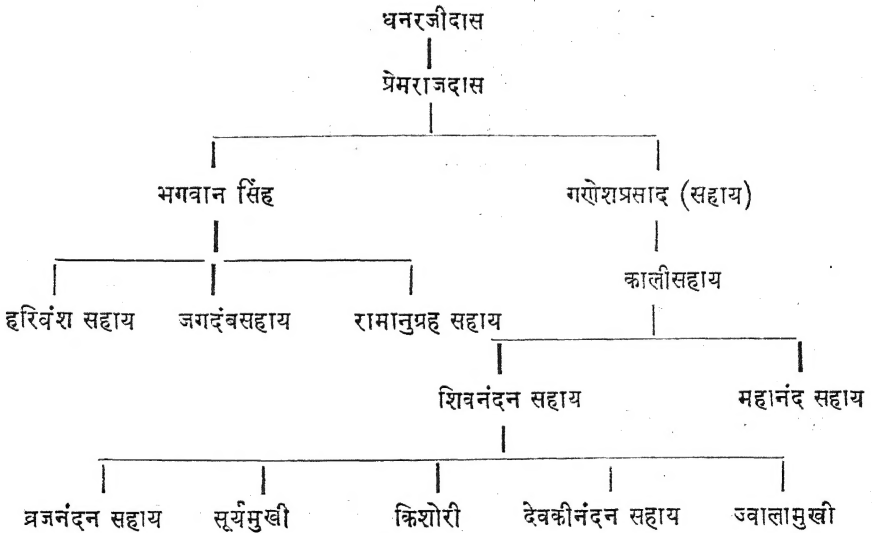 धनरजीदास
प्रेमराजदास
भगवान सिंह गणेशप्रसाद (सहाय)
कालीसहाय
हरिवंश सहाय जगदंबसहाय रामानुग्रह सहाय
शिवनंदन सहाय महानंद सहाय
व्रजनंदन सहाय सूर्यमुखी किशोरी देवकीनंदन सहाय ज्वालामुखी